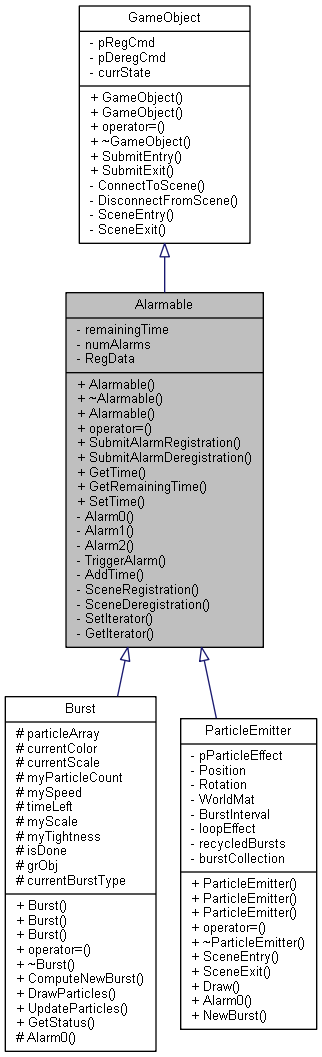 GameObject
- pRegCmd
- pDeregCmd
- currState
+ GameObject()
+ GameObject()
+ operator=()
+ ~GameObject()
+ SubmitEntry()
+ SubmitExit()
- ConnectToScene()
- DisconnectFromScene()
- SceneEntry()
- SceneExit()
Alarmable
- remainingTime
- numAlarms
- RegData
+ Alarmable()
+ ~Alarmable()
+ Alarmable()
+ operator=()
+ SubmitAlarmRegistration()
+ SubmitAlarmDeregistration()
+ GetTime()
+ GetRemainingTime()
+ SetTime()
- Alarm0()
- Alarm1()
- Alarm2()
- TriggerAlarm()
- AddTime()
- SceneRegistration()
- SceneDeregistration()
- SetIterator()
- GetIterator()
Burst
# particleArray
# currentColor
# currentScale
# myParticleCount
# mySpeed
# timeLeft
# myScale
# myTightness
# isDone
# grObj
# currentBurstType
+ Burst()
+ Burst()
+ Burst()
+ operator=()
+ ~Burst()
+ ComputeNewBurst()
+ DrawParticles()
+ UpdateParticles()
+ GetStatus()
# Alarm0()
ParticleEmitter
- pParticleEffect
- Position
- Rotation
- WorldMat
- BurstInterval
- loopEffect
- recycledBursts
- burstCollection
+ ParticleEmitter()
+ ParticleEmitter()
+ ParticleEmitter()
+ operator=()
+ ~ParticleEmitter()
+ SceneEntry()
+ SceneExit()
+ Draw()
+ Alarm0()
+ NewBurst()